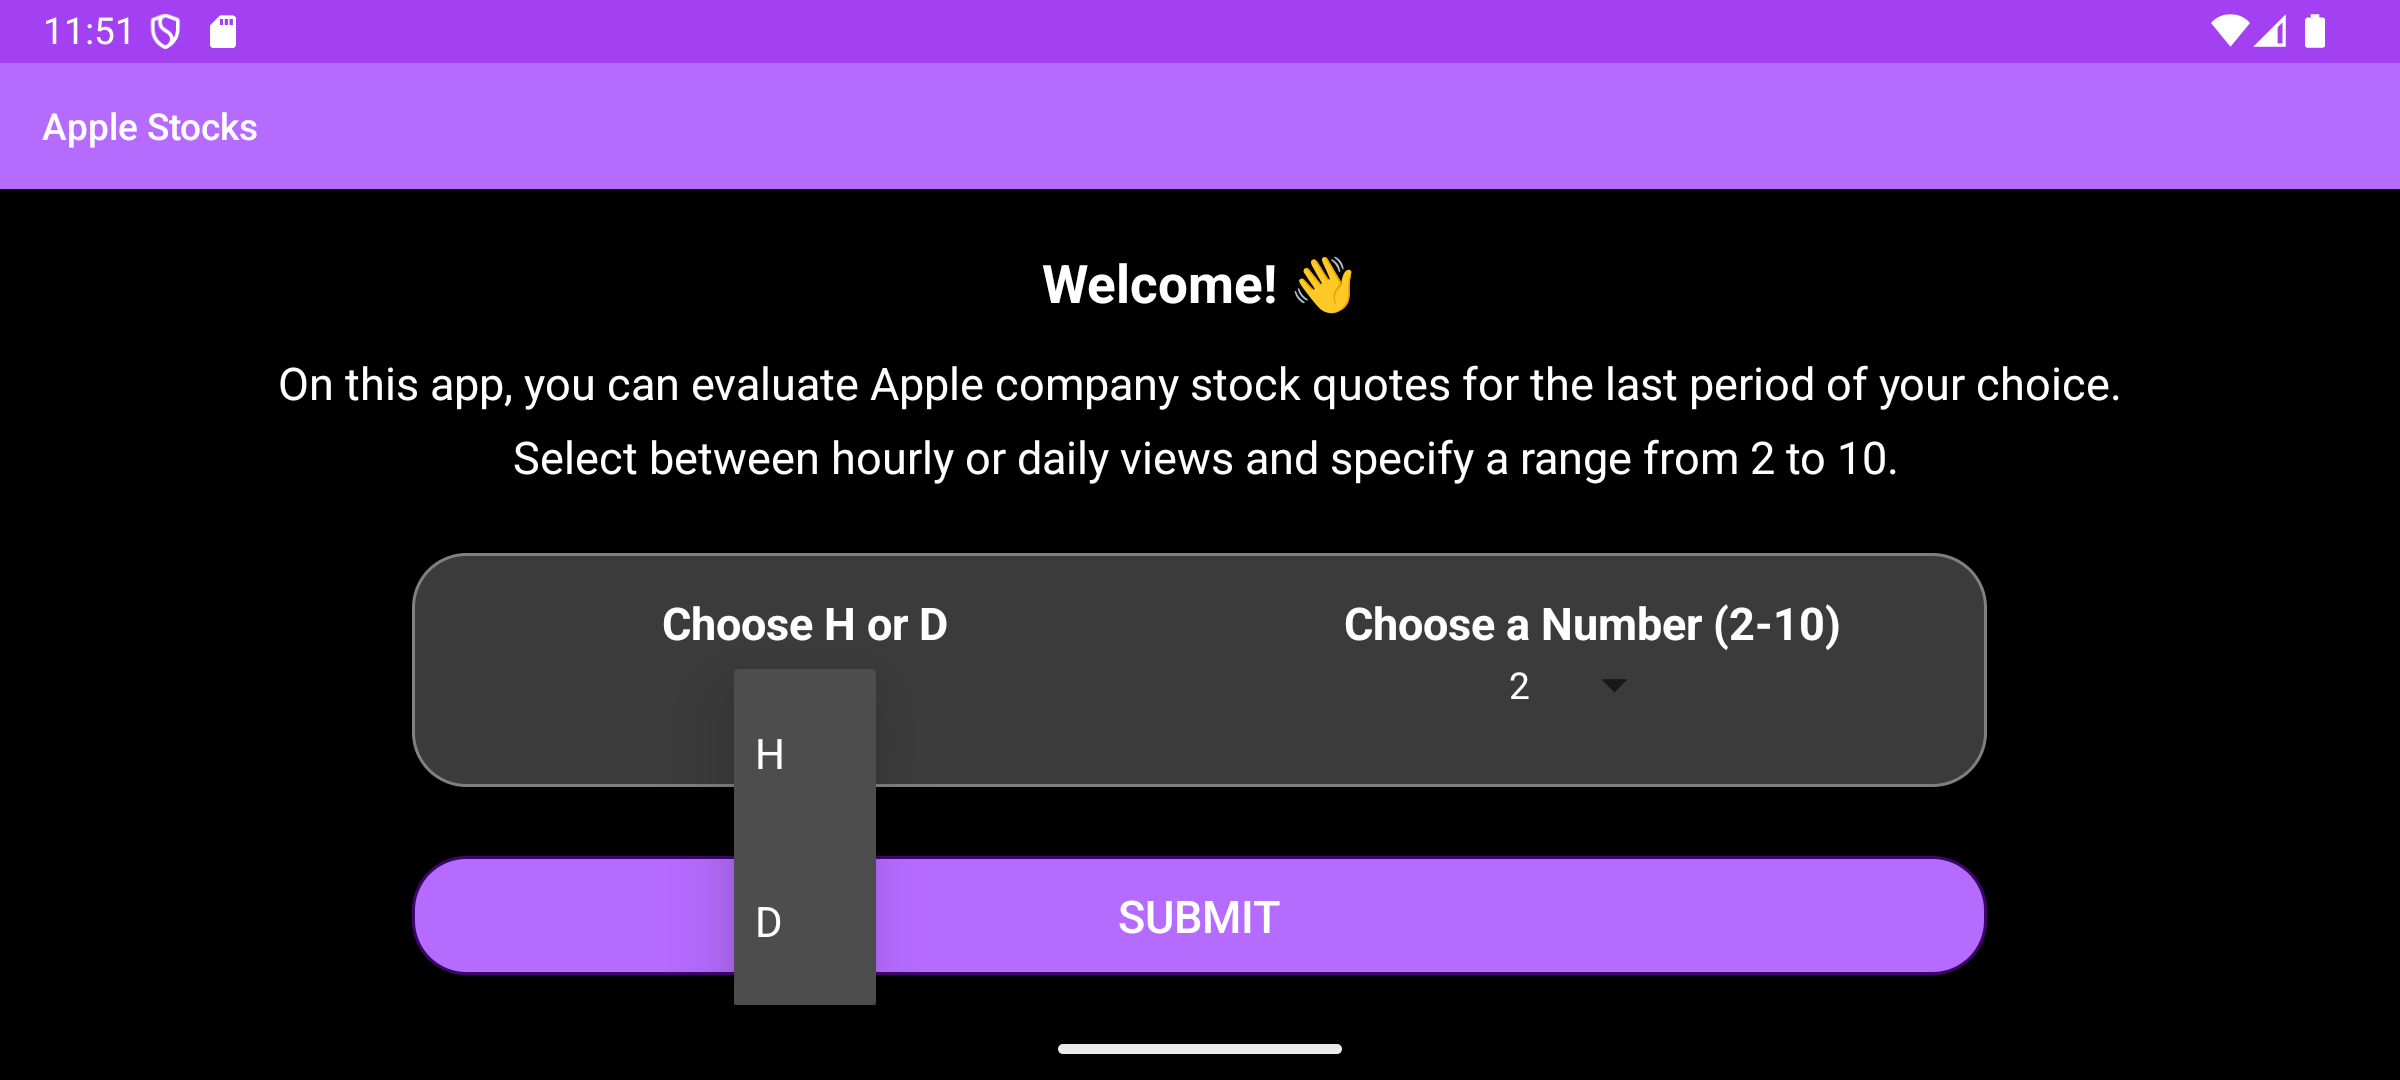 11:51
Apple Stocks
Welcome! 👋
On this app, you can evaluate Apple company stock quotes for the last period of your choice.
Select between hourly or daily views and specify a range from 2 to 10.
Choose H or D
Choose a Number (2-10)
2
H
D
SUBMIT